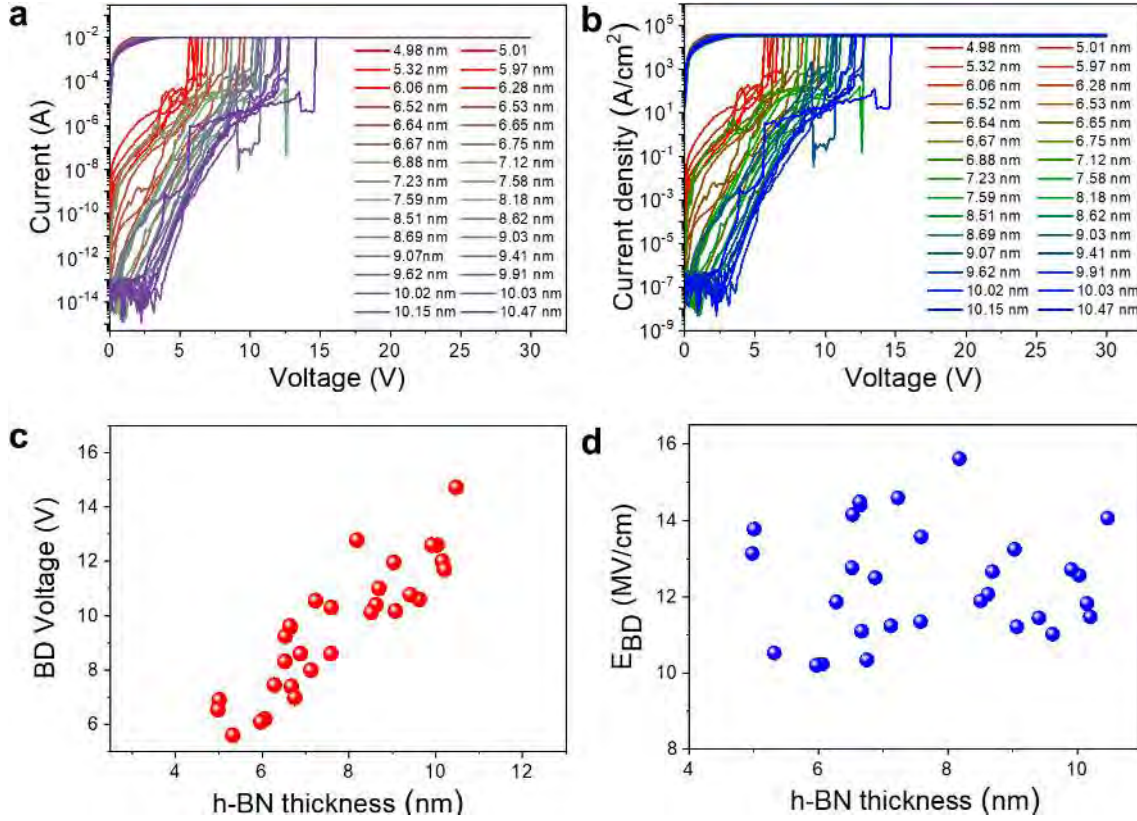 a
Current (A)
10⁻²
10⁻⁴
10⁻⁶
10⁻⁸
10⁻¹⁰
10⁻¹²
10⁻¹⁴
4.98 nm 5.01
5.32 nm 5.97 nm
6.06 nm 6.28 nm
6.52 nm 6.53 nm
6.64 nm 6.65 nm
6.67 nm 6.75 nm
6.88 nm 7.12 nm
7.23 nm 7.58 nm
7.59 nm 8.18 nm
8.51 nm 8.62 nm
8.69 nm 9.03 nm
9.07nm 9.41 nm
9.62 nm 9.91 nm
10.02 nm 10.03 nm
10.15 nm 10.47 nm
0 5 10 15 20 25 30
Voltage (V)
b
Current density (A/cm²)
10⁵
10³
10¹
10⁻¹
10⁻³
10⁻⁵
10⁻⁷
10⁻⁹
4.98 nm 5.01 nm
5.32 nm 5.97 nm
6.06 nm 6.28 nm
6.52 nm 6.53 nm
6.64 nm 6.65 nm
6.67 nm 6.75 nm
6.88 nm 7.12 nm
7.23 nm 7.58 nm
7.59 nm 8.18 nm
8.51 nm 8.62 nm
8.69 nm 9.03 nm
9.07 nm 9.41 nm
9.62 nm 9.91 nm
10.02 nm 10.03 nm
10.15 nm 10.47 nm
0 5 10 15 20 25 30
Voltage (V)
c
BD Voltage (V)
16
14
12
10
8
6
4 6 8 10 12
h-BN thickness (nm)
d
E_BD (MV/cm)
16
14
12
10
8
4 6 8 10
h-BN thickness (nm)